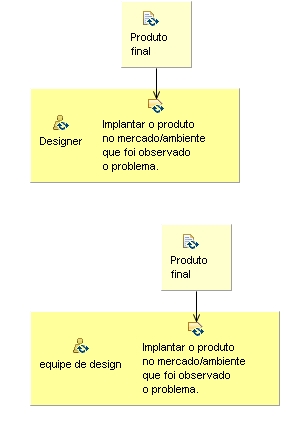 Produto
final
Designer
Implantar o produto
no mercado/ambiente
que foi observado
o problema.
Produto
final
equipe de design
Implantar o produto
no mercado/ambiente
que foi observado
o problema.